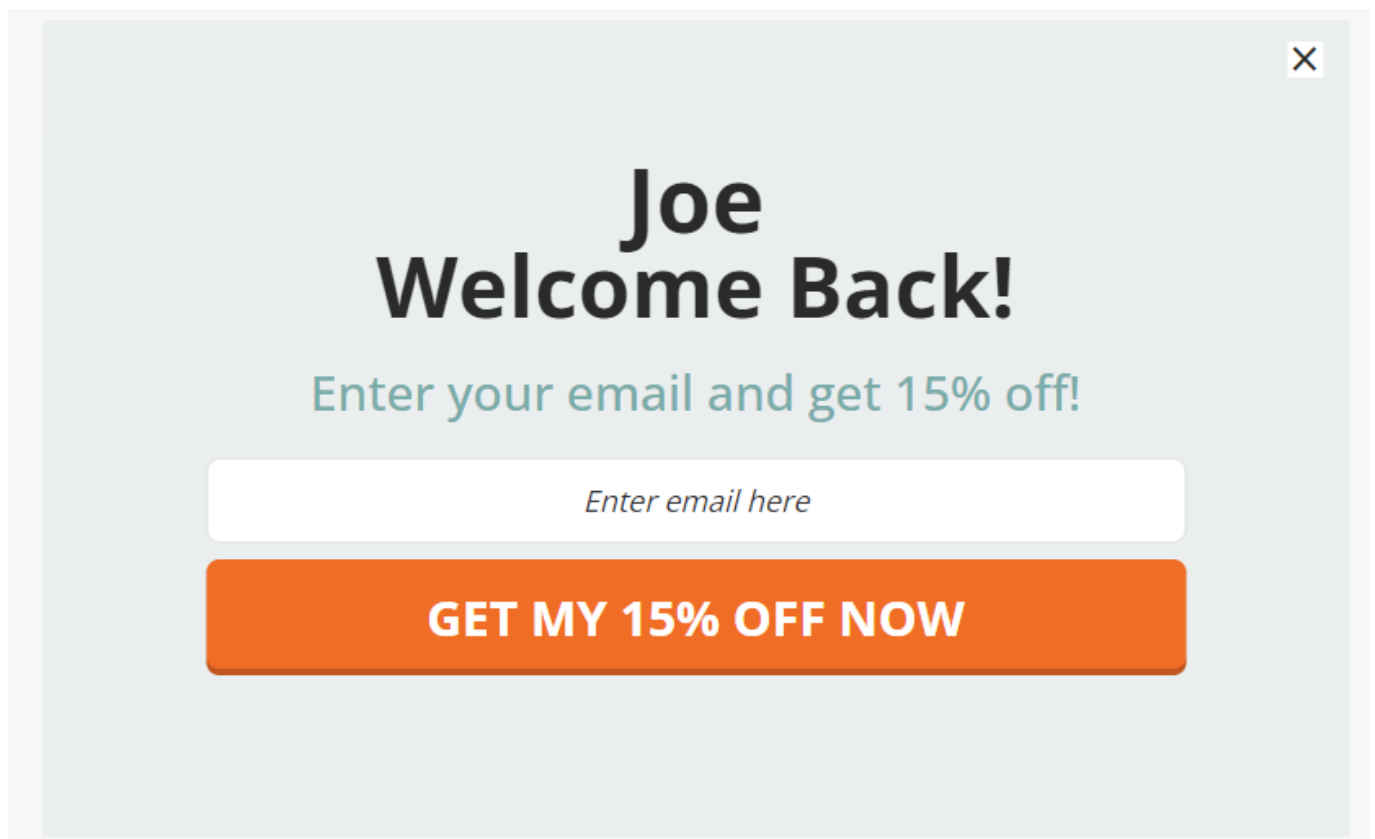 Joe
Welcome Back!
Enter your email and get 15% off!
Enter email here
GET MY 15% OFF NOW